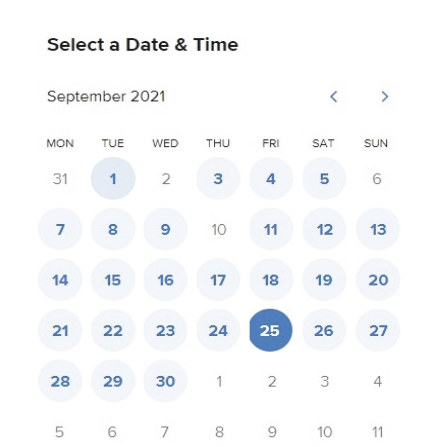 Select a Date & Time
September 2021
MON TUE WED THU FRI SAT SUN
31 1 2 3 4 5 6
7 8 9 10 11 12 13
14 15 16 17 18 19 20
21 22 23 24 25 26 27
28 29 30 1 2 3 4
5 6 7 8 9 10 11